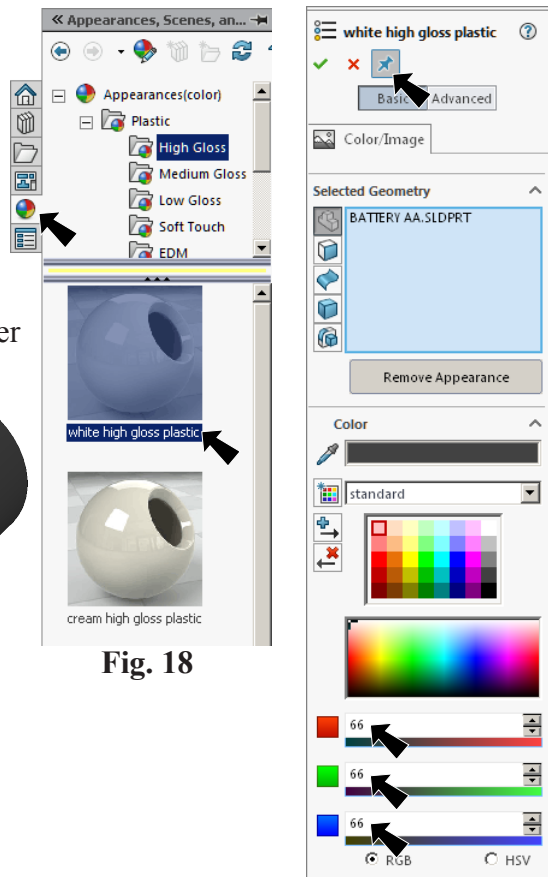 « Appearances, Scenes, an...
Appearances(color)
Plastic
High Gloss
Medium Gloss
Low Gloss
Soft Touch
EDM
er
white high gloss plastic
cream high gloss plastic
Fig. 18
white high gloss plastic
Basic
Advanced
Color/Image
Selected Geometry
BATTERY AA.SLDPRT
Remove Appearance
Color
standard
66
66
66
RGB
HSV